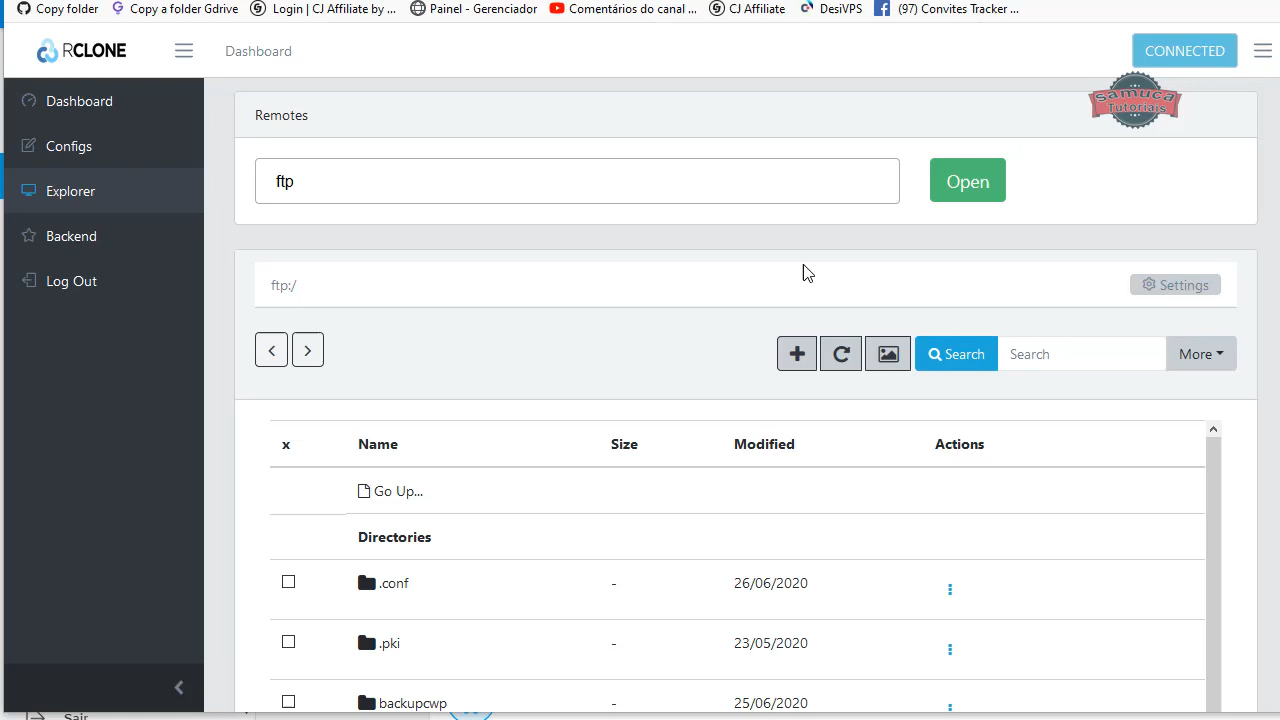 Copy folder
Copy a folder Gdrive
Login | CJ Affiliate by ...
Painel - Gerenciador
Comentários do canal ...
CJ Affiliate
DesiVPS
(97) Convites Tracker ...
RCLONE
Dashboard
CONNECTED
samuca
Tutoriais
Dashboard
Configs
Explorer
Backend
Log Out
Remotes
ftp
Open
ftp:/
Settings
Search
Search
More
x Name Size Modified Actions
Go Up...
Directories
.conf - 26/06/2020
.pki - 23/05/2020
backupcwp - 25/06/2020
Sair